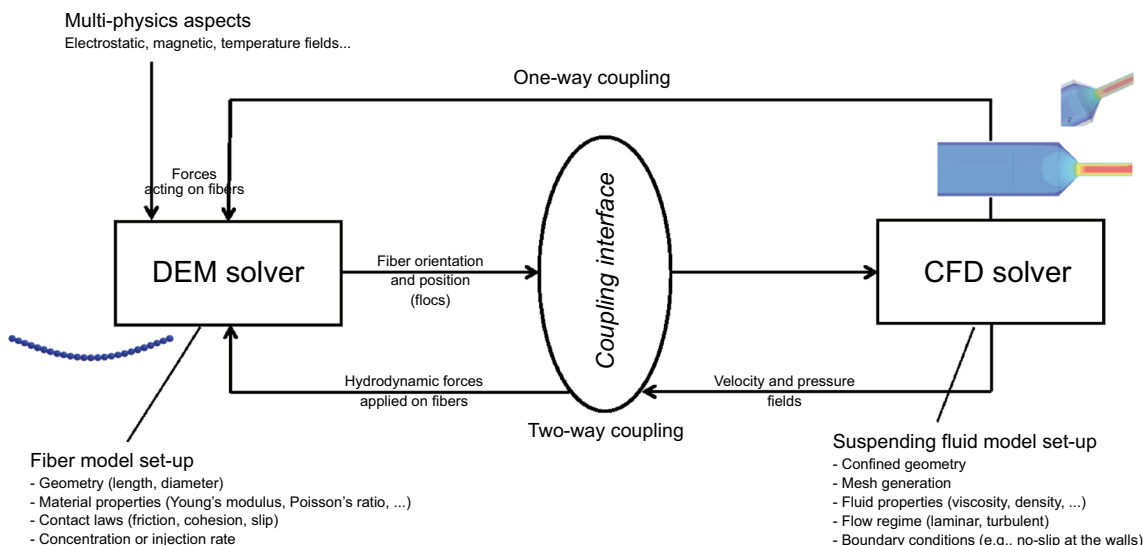 Multi-physics aspects
Electrostatic, magnetic, temperature fields...
One-way coupling
Forces
acting on fibers
DEM solver
Fiber orientation
and position
(flocs)
Coupling interface
CFD solver
Hydrodynamic forces
applied on fibers
Velocity and pressure
fields
Two-way coupling
Fiber model set-up
- Geometry (length, diameter)
- Material properties (Young's modulus, Poisson's ratio, ...)
- Contact laws (friction, cohesion, slip)
- Concentration or injection rate
Suspending fluid model set-up
- Confined geometry
- Mesh generation
- Fluid properties (viscosity, density, ...)
- Flow regime (laminar, turbulent)
- Boundary conditions (e.g., no-slip at the walls)